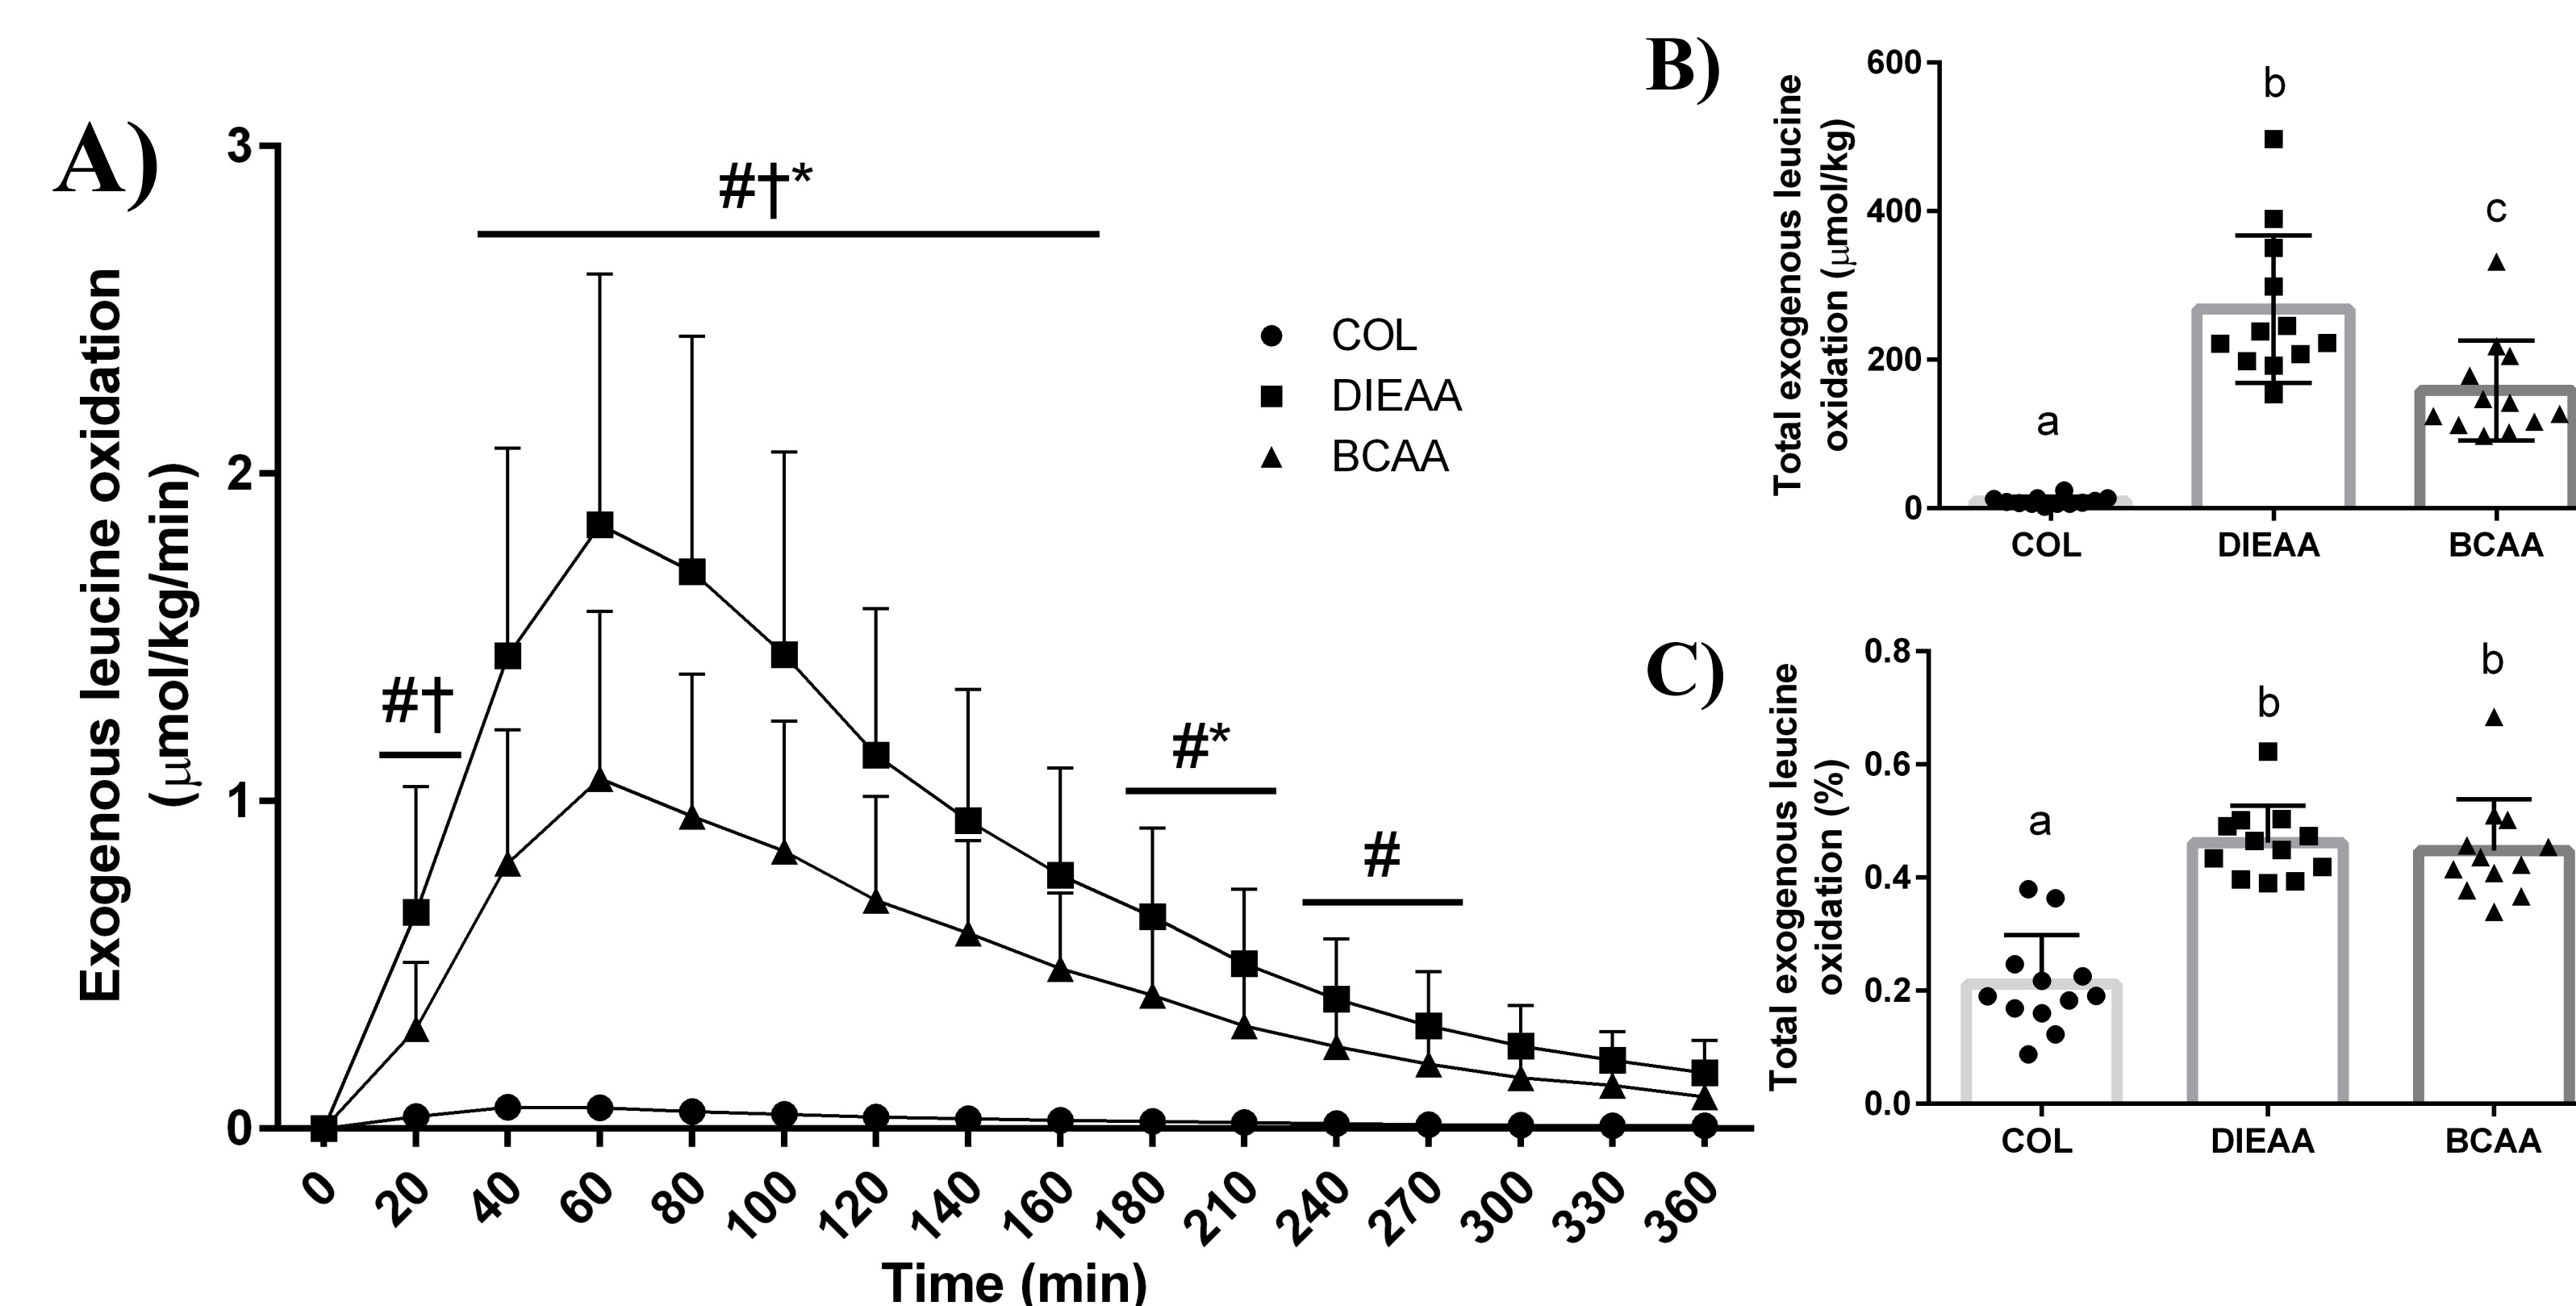 A)
Exogenous leucine oxidation
(μmol/kg/min)
3
2
1
0
#†
#†*
#*
#
COL
DIEAA
BCAA
0 20 40 60 80 100 120 140 160 180 210 240 270 300 330 360
Time (min)
B)
Total exogenous leucine
oxidation (μmol/kg)
600
400
200
0
a
b
c
COL DIEAA BCAA
C)
Total exogenous leucine
oxidation (%)
0.8
0.6
0.4
0.2
0.0
a
b
b
COL DIEAA BCAA